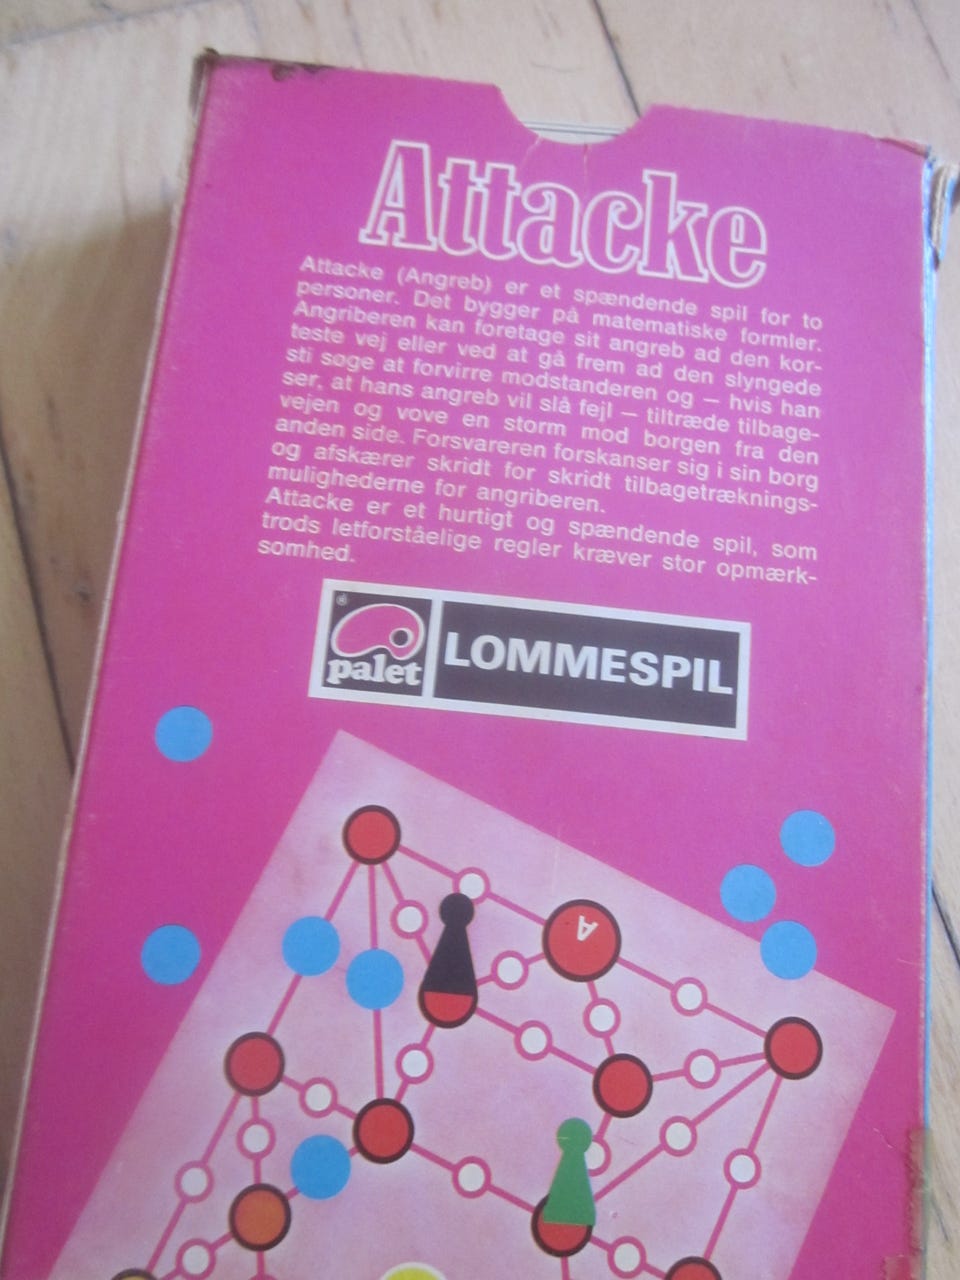 Attacke
Attacke (Angreb) er et spændende spil for to
personer. Det bygger på matematiske formler.
Angriberen kan foretage sit angreb ad den kor-
teste vej eller ved at gå frem ad den slyngede
sti søge at forvirre modstanderen og — hvis han
ser, at hans angreb vil slå fejl — tiltræde tilbage-
vejen og vove en storm mod borgen fra den
anden side. Forsvareren forskanser sig i sin borg
og afskærer skridt for skridt tilbagetræknings-
mulighederne for angriberen.
Attacke er et hurtigt og spændende spil, som
trods letforståelige regler kræver stor opmærk-
somhed.
®
palet
LOMMESPIL
A